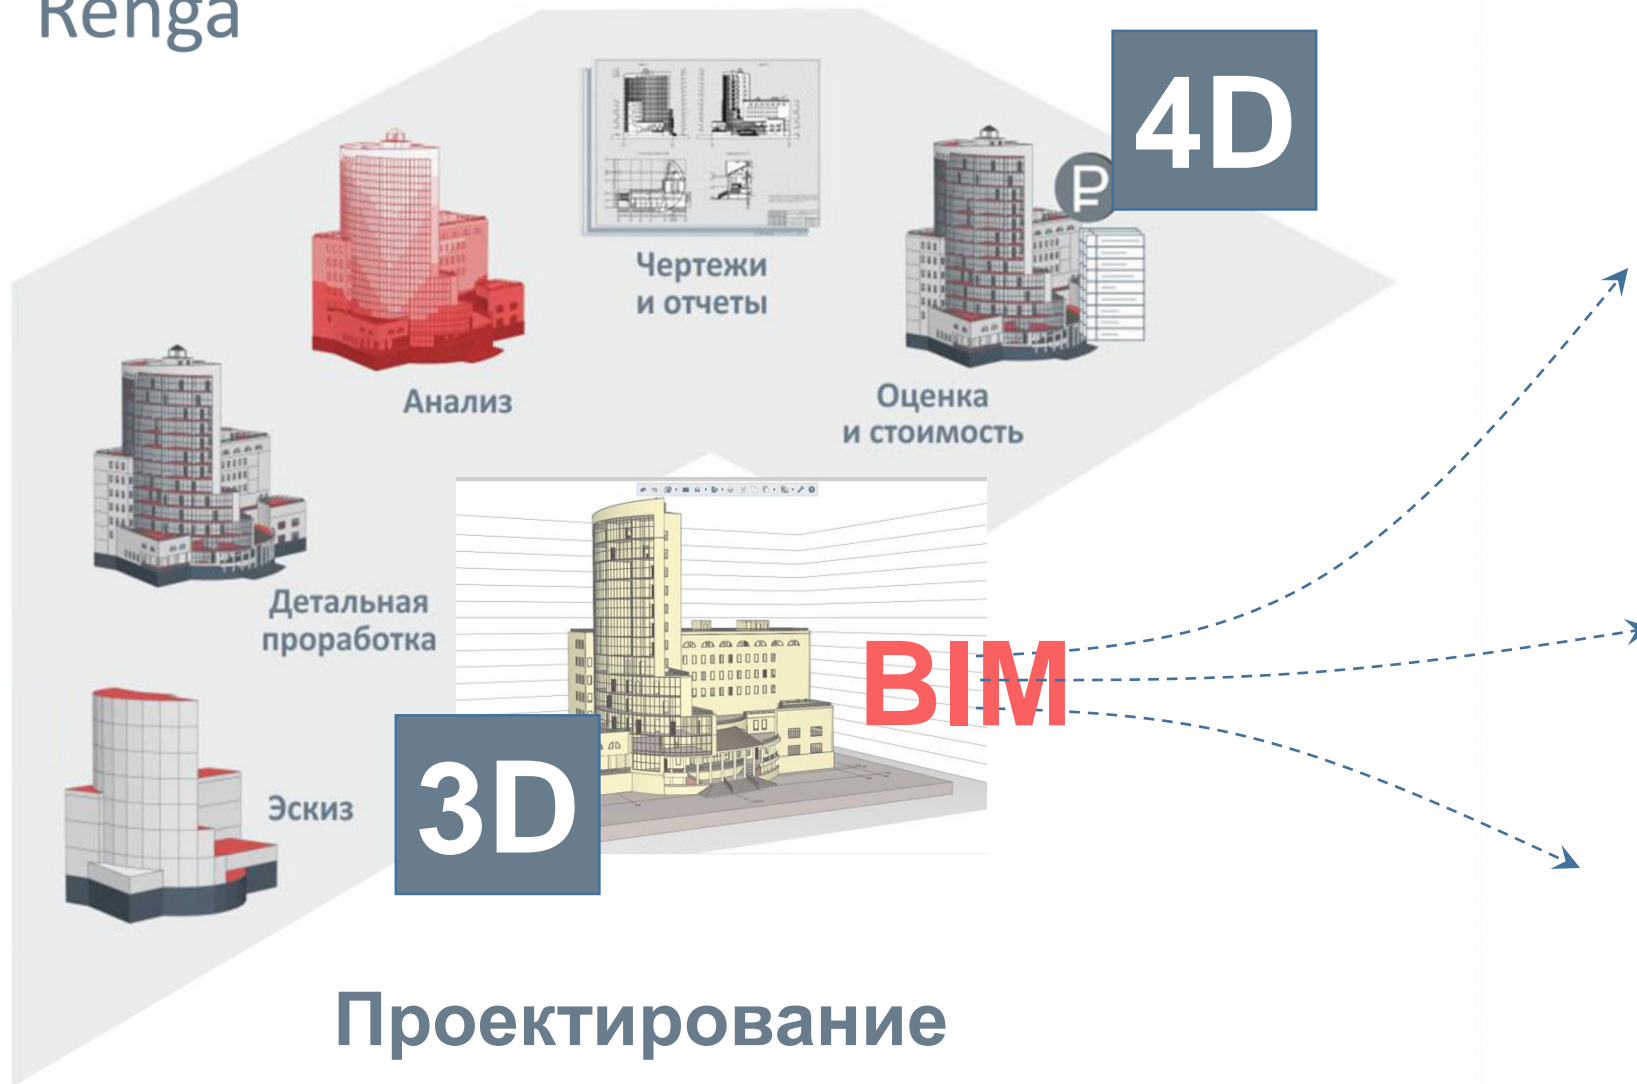 Renga
4D
₽
Чертежи
и отчеты
Анализ
Оценка
и стоимость
Детальная
проработка
BIM
3D
Эскиз
Проектирование